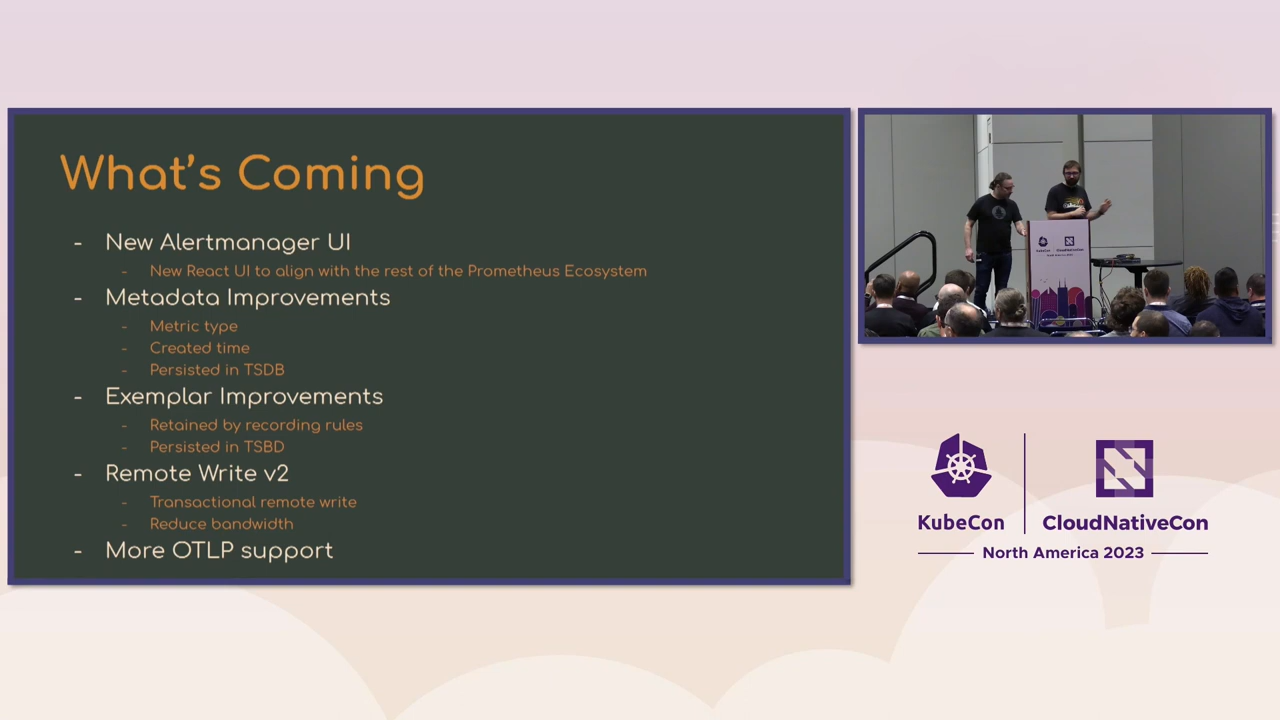 What's Coming
- New Alertmanager UI
- New React UI to align with the rest of the Prometheus Ecosystem
- Metadata Improvements
- Metric type
- Created time
- Persisted in TSDB
- Exemplar Improvements
- Retained by recording rules
- Persisted in TSBD
- Remote Write v2
- Transactional remote write
- Reduce bandwidth
- More OTLP support
KubeCon
CloudNativeCon
North America 2023